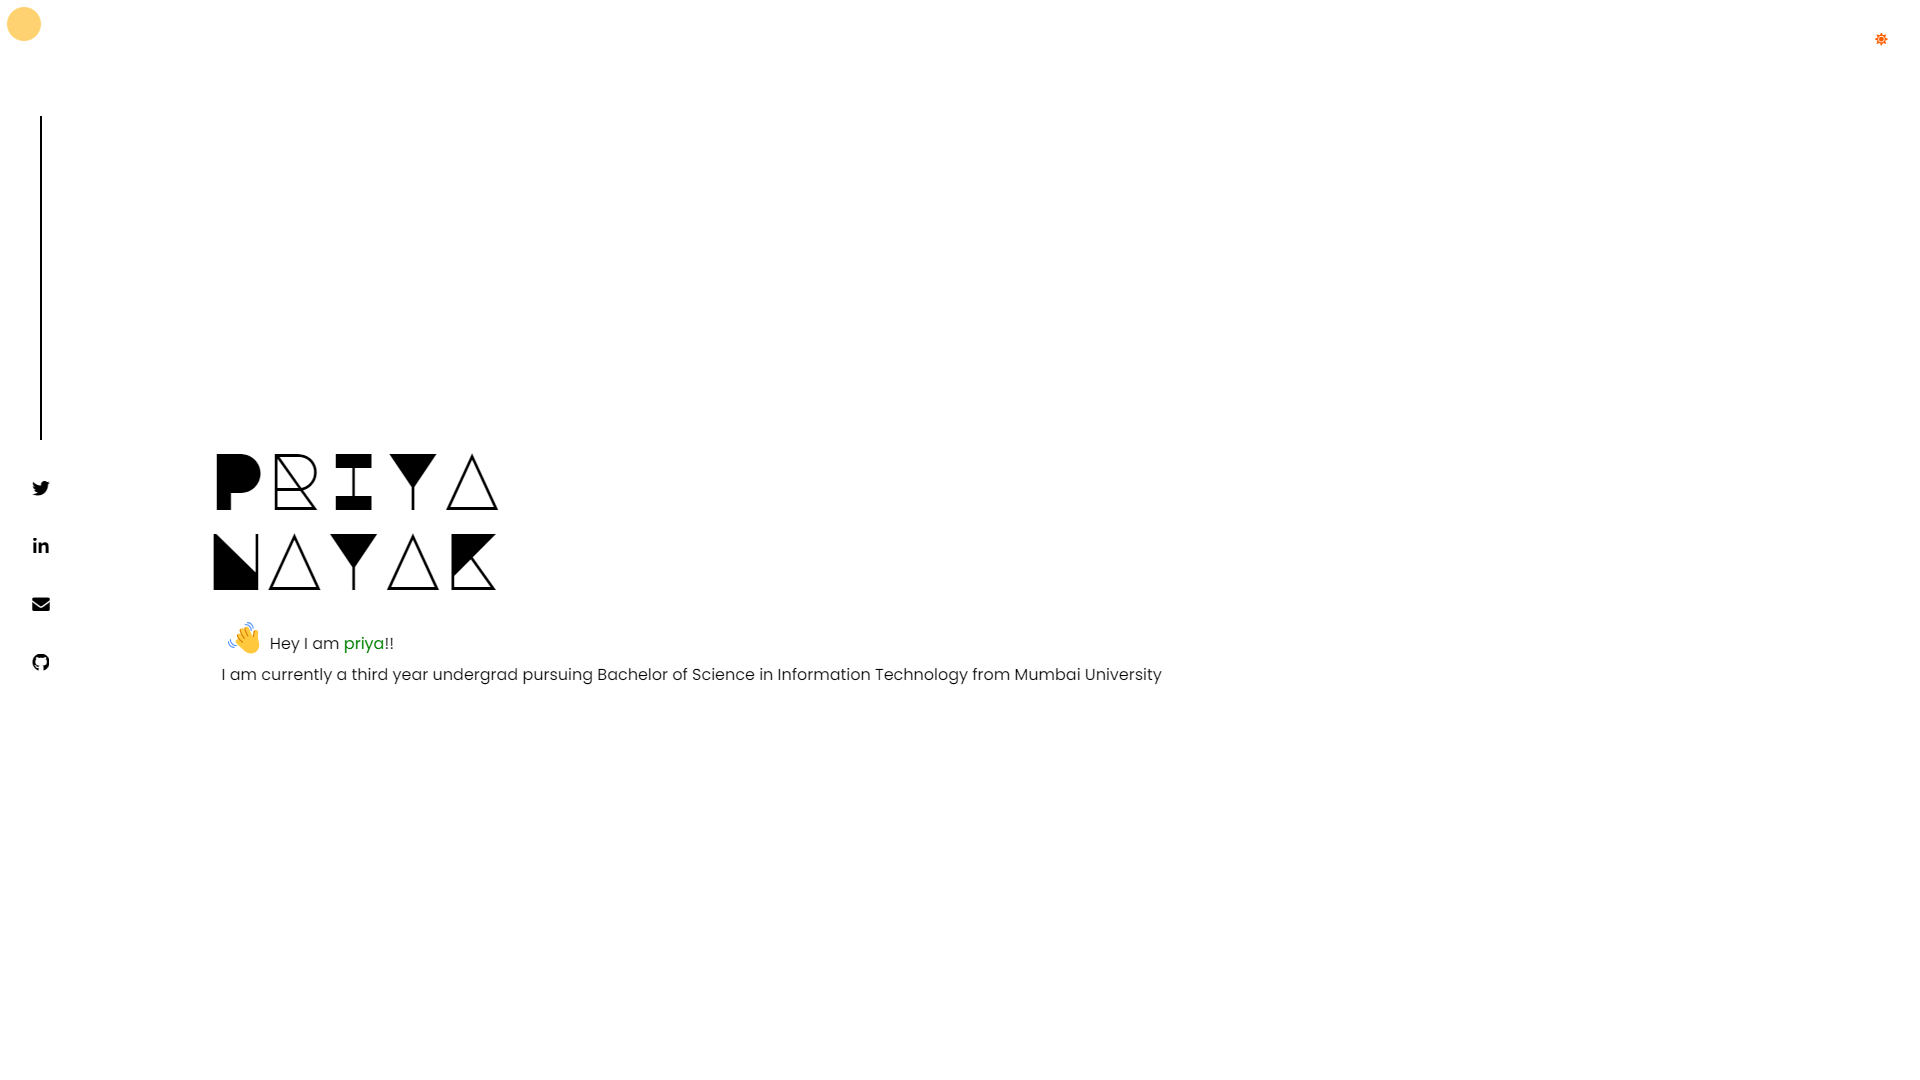 PRIYA
NAYAK
Hey I am priya!!
I am currently a third year undergrad pursuing Bachelor of Science in Information Technology from Mumbai University